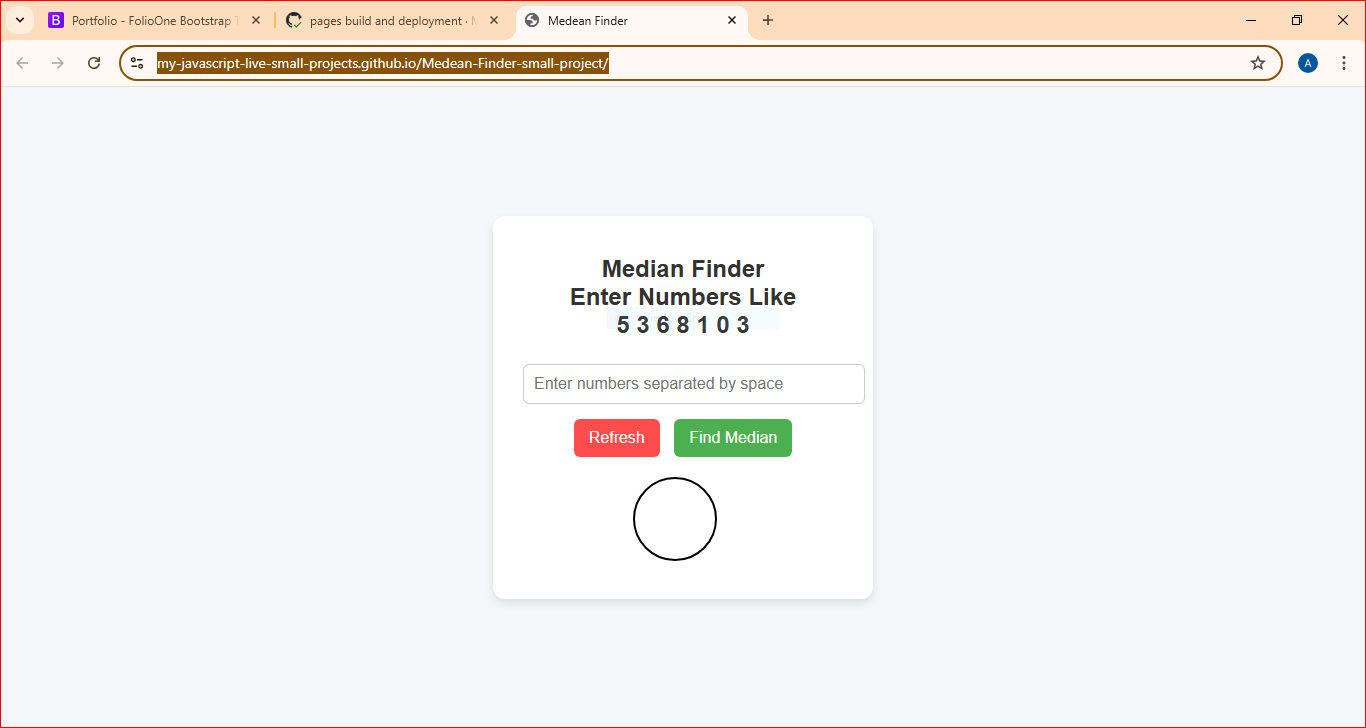 Portfolio - FolioOne Bootstrap
pages build and deployment ·
Medean Finder
my-javascript-live-small-projects.github.io/Medean-Finder-small-project/
A
Median Finder
Enter Numbers Like
5 3 6 8 1 0 3
Enter numbers separated by space
Refresh
Find Median